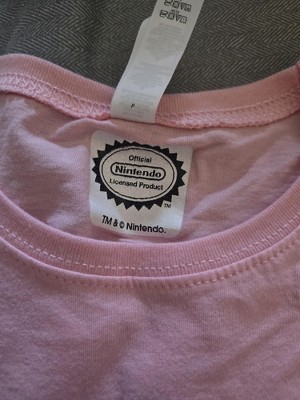 P
Official
Nintendo
Licensed Product
TM
TM & © Nintendo.